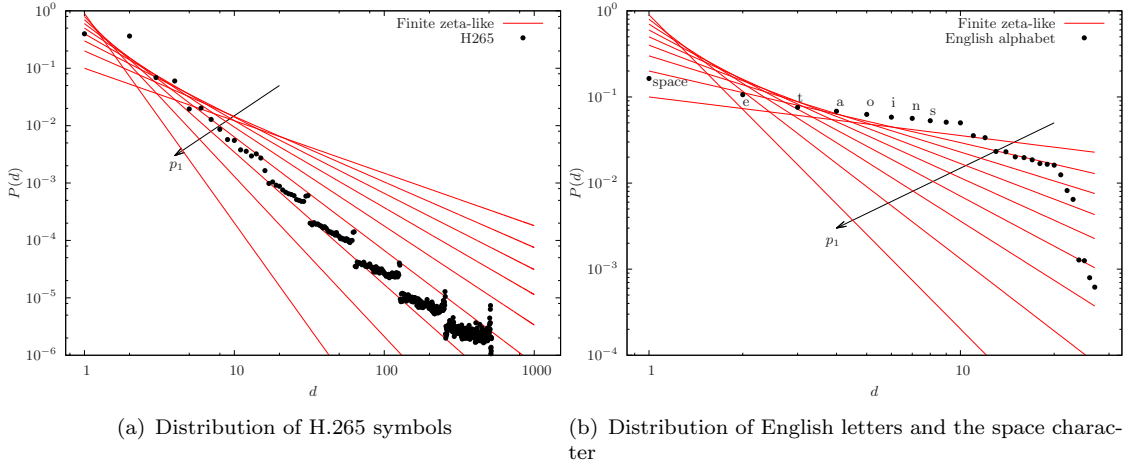 10^0
10^-1
10^-2
10^-3
10^-4
10^-5
10^-6
P(d)
1
10
100
1000
d
Finite zeta-like
H265
p_1
(a) Distribution of H.265 symbols
10^0
10^-1
10^-2
10^-3
10^-4
P(d)
1
10
d
Finite zeta-like
English alphabet
space
e
t
a
o
i
n
s
p_1
(b) Distribution of English letters and the space charac-
ter